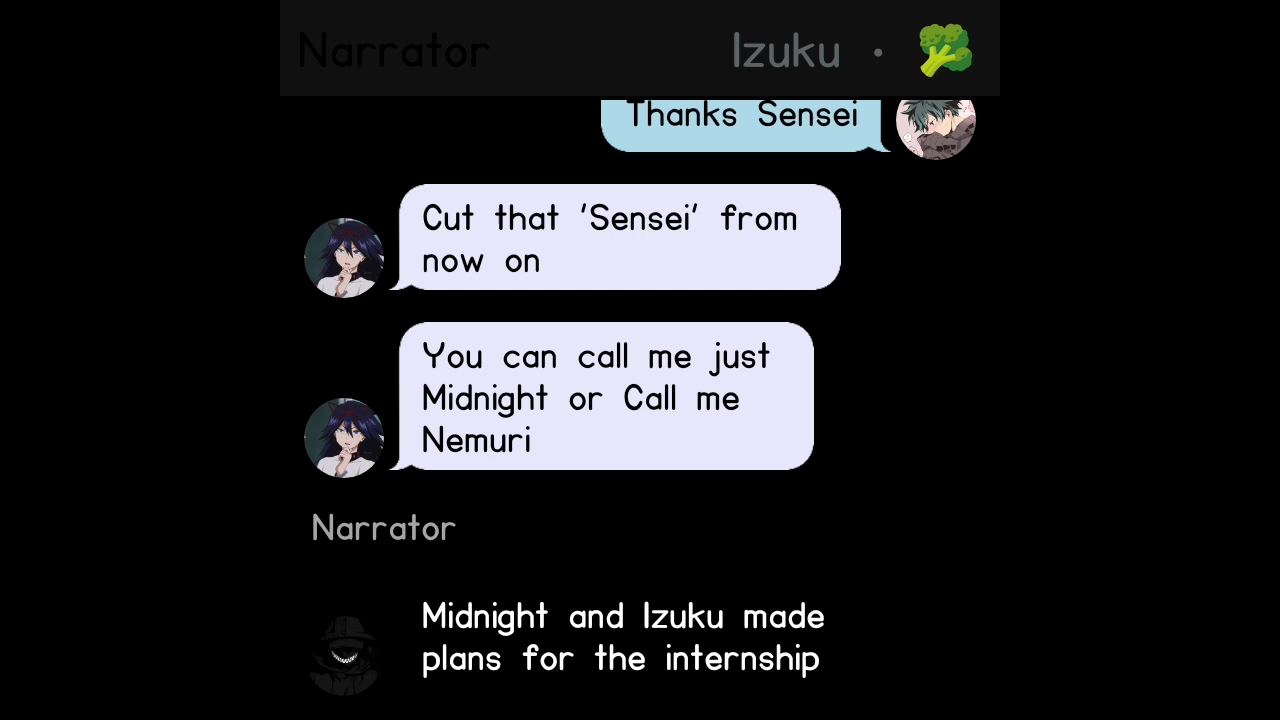 Narrator
Izuku • 🥦
Thanks Sensei
Cut that 'Sensei' from
now on
You can call me just
Midnight or Call me
Nemuri
Narrator
Midnight and Izuku made
plans for the internship